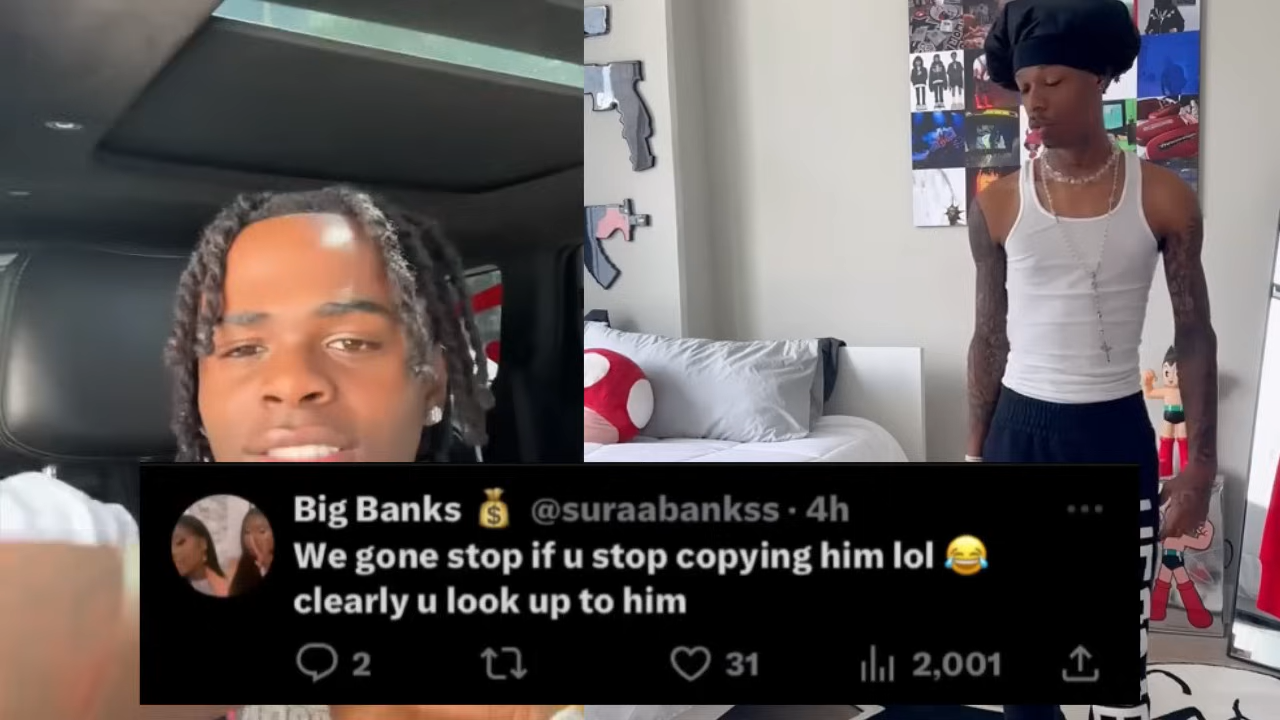 Big Banks 💰 @suraabankss · 4h
We gone stop if u stop copying him lol 😂
clearly u look up to him
2 31 2,001